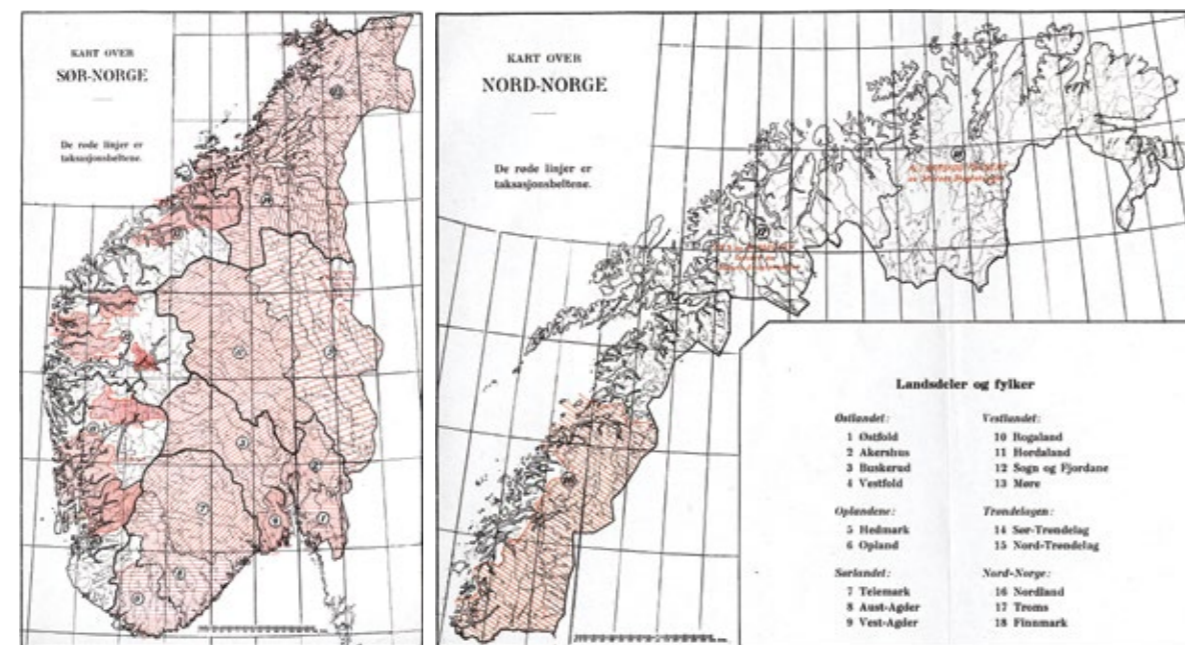 KART OVER
SØR-NORGE
De røde linjer er
taksasjonsbeltene.
KART OVER
NORD-NORGE
De røde linjer er
taksasjonsbeltene.
Landsdeler og fylker
Østlandet:
1 Østfold
2 Akershus
3 Buskerud
4 Vestfold
Oplandene:
5 Hedmark
6 Opland
Sørlandet:
7 Telemark
8 Aust-Agder
9 Vest-Agder
Vestlandet:
10 Rogaland
11 Hordaland
12 Sogn og Fjordane
13 Møre
Trøndelagen:
14 Sør-Trøndelag
15 Nord-Trøndelag
Nord-Norge:
16 Nordland
17 Troms
18 Finnmark